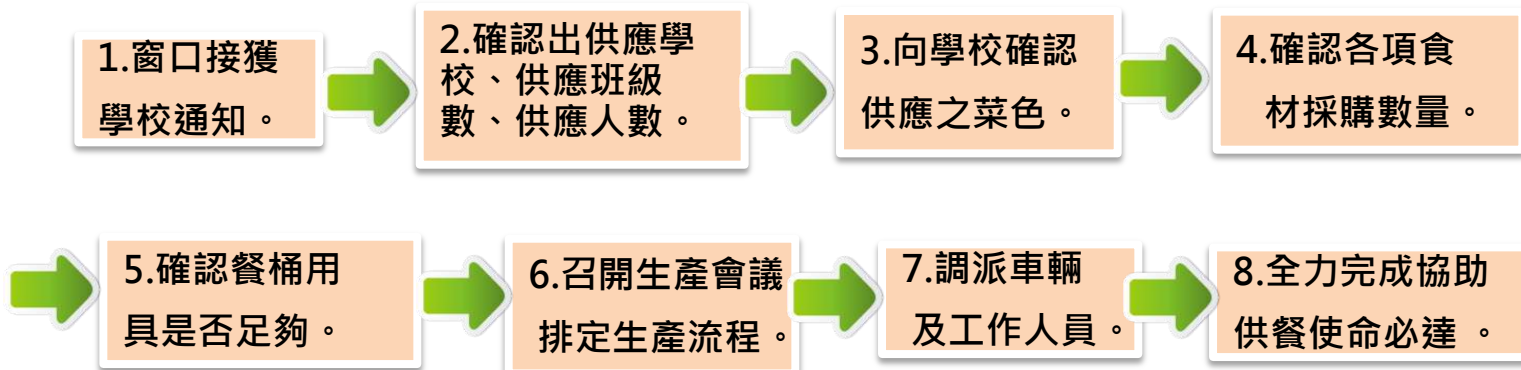 1.窗口接獲
學校通知。
2.確認出供應學
校、供應班級
數、供應人數。
3.向學校確認
供應之菜色。
4.確認各項食
材採購數量。
5.確認餐桶用
具是否足夠。
6.召開生產會議
排定生產流程。
7.調派車輛
及工作人員。
8.全力完成協助
供餐使命必達 。